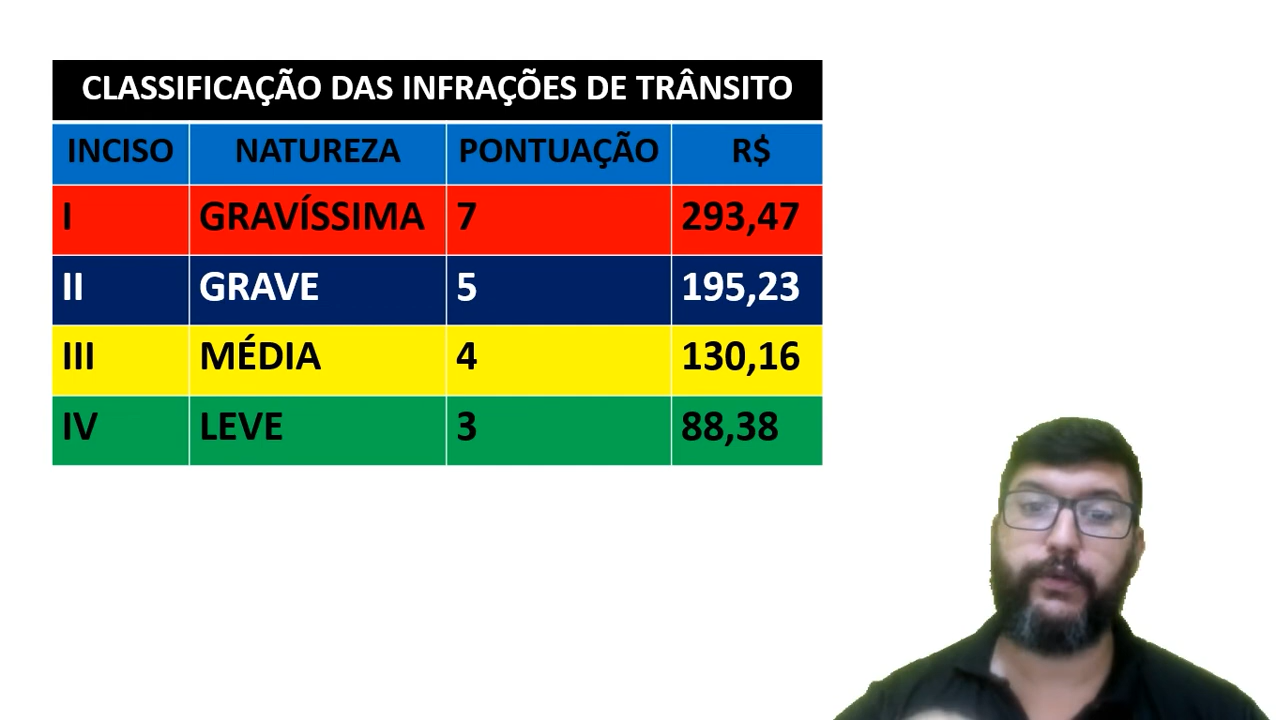 CLASSIFICAÇÃO DAS INFRAÇÕES DE TRÂNSITO
INCISO NATUREZA PONTUAÇÃO R$
I GRAVÍSSIMA 7 293,47
II GRAVE 5 195,23
III MÉDIA 4 130,16
IV LEVE 3 88,38